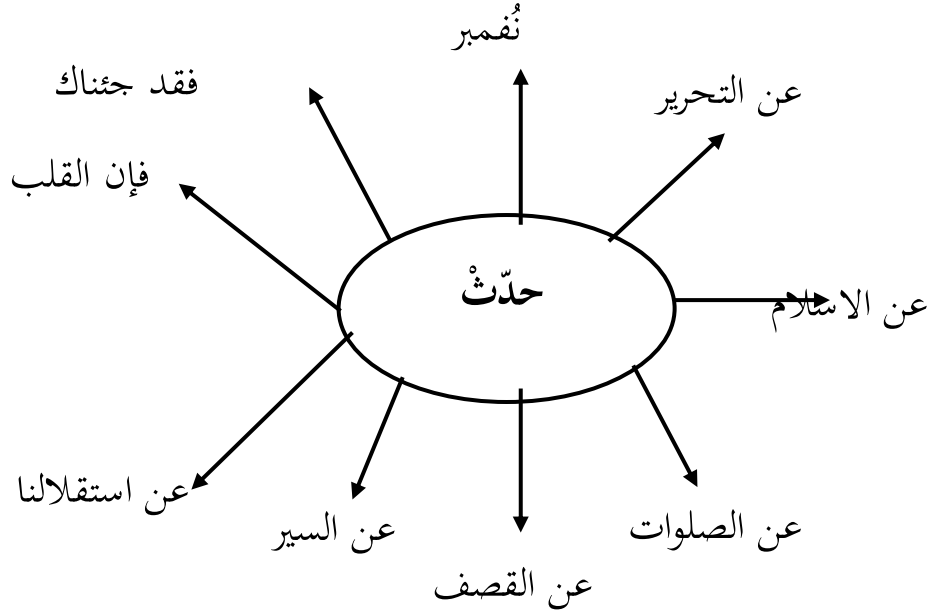 نُفمبر
فقد جئناك
عن التحرير
فإن القلب
حدّثْ
عن الاسلام
عن استقلالنا
عن السير
عن الصلوات
عن القصف